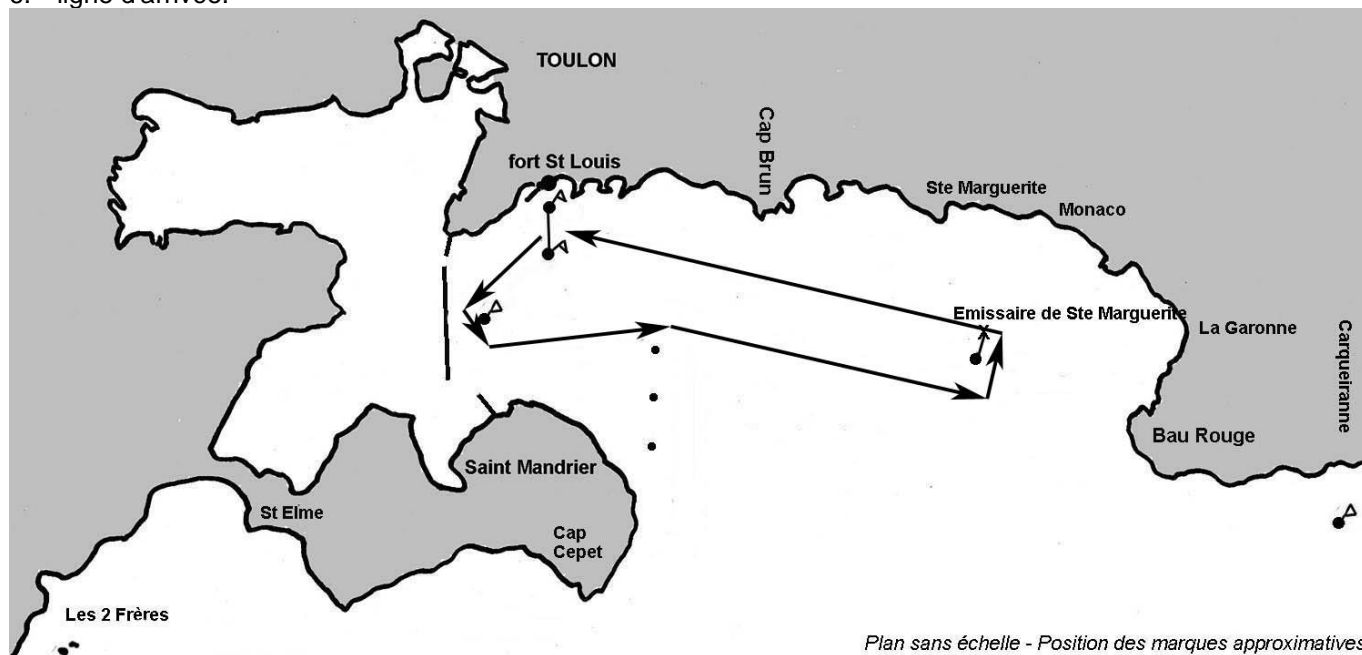 ligne d'arrivée.
TOULON
Cap Brun
fort St Louis
Ste Marguerite
Monaco
Emissaire de Ste Marguerite
La Garonne
Carqueiranne
Bau Rouge
Saint Mandrier
St Elme
Cap
Cepet
Les 2 Frères
Plan sans échelle - Position des marques approximatives